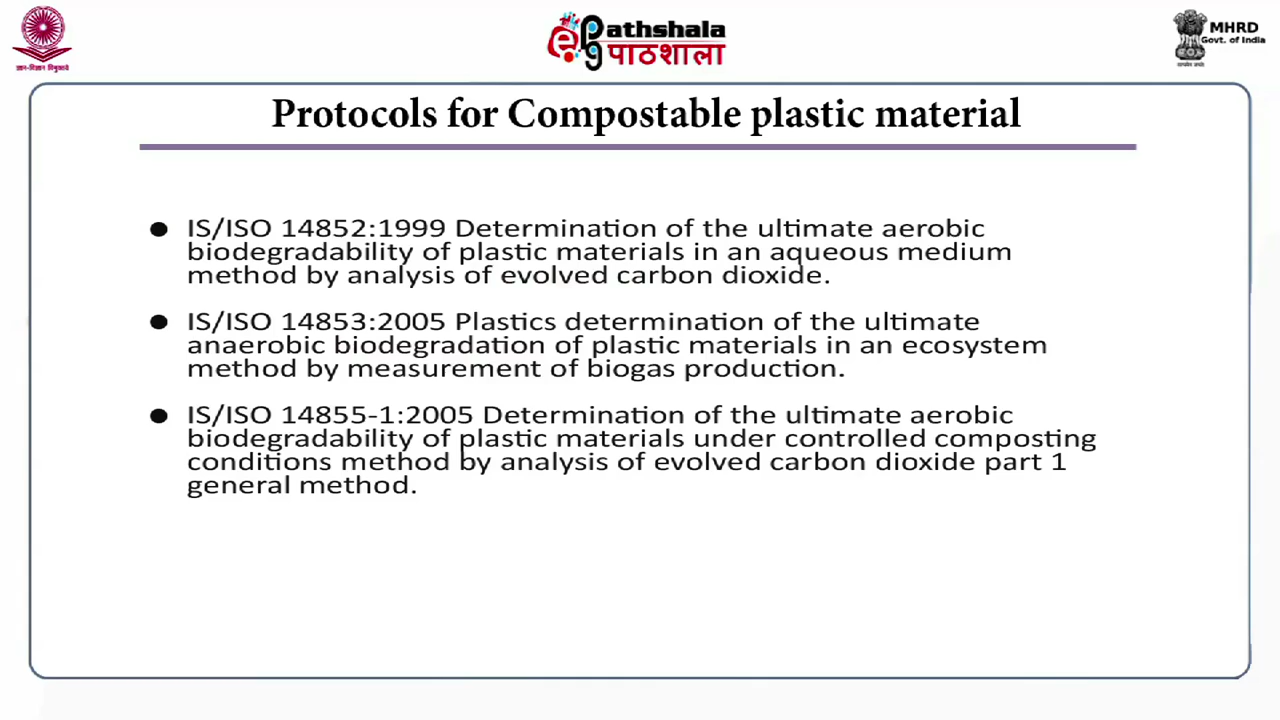 Pathshala
पाठशाला
MHRD
Govt. of India
ज्ञान-विज्ञान विमुक्तये
Protocols for Compostable plastic material
● IS/ISO 14852:1999 Determination of the ultimate aerobic
biodegradability of plastic materials in an aqueous medium
method by analysis of evolved carbon dioxide.
● IS/ISO 14853:2005 Plastics determination of the ultimate
anaerobic biodegradation of plastic materials in an ecosystem
method by measurement of biogas production.
● IS/ISO 14855-1:2005 Determination of the ultimate aerobic
biodegradability of plastic materials under controlled composting
conditions method by analysis of evolved carbon dioxide part 1
general method.